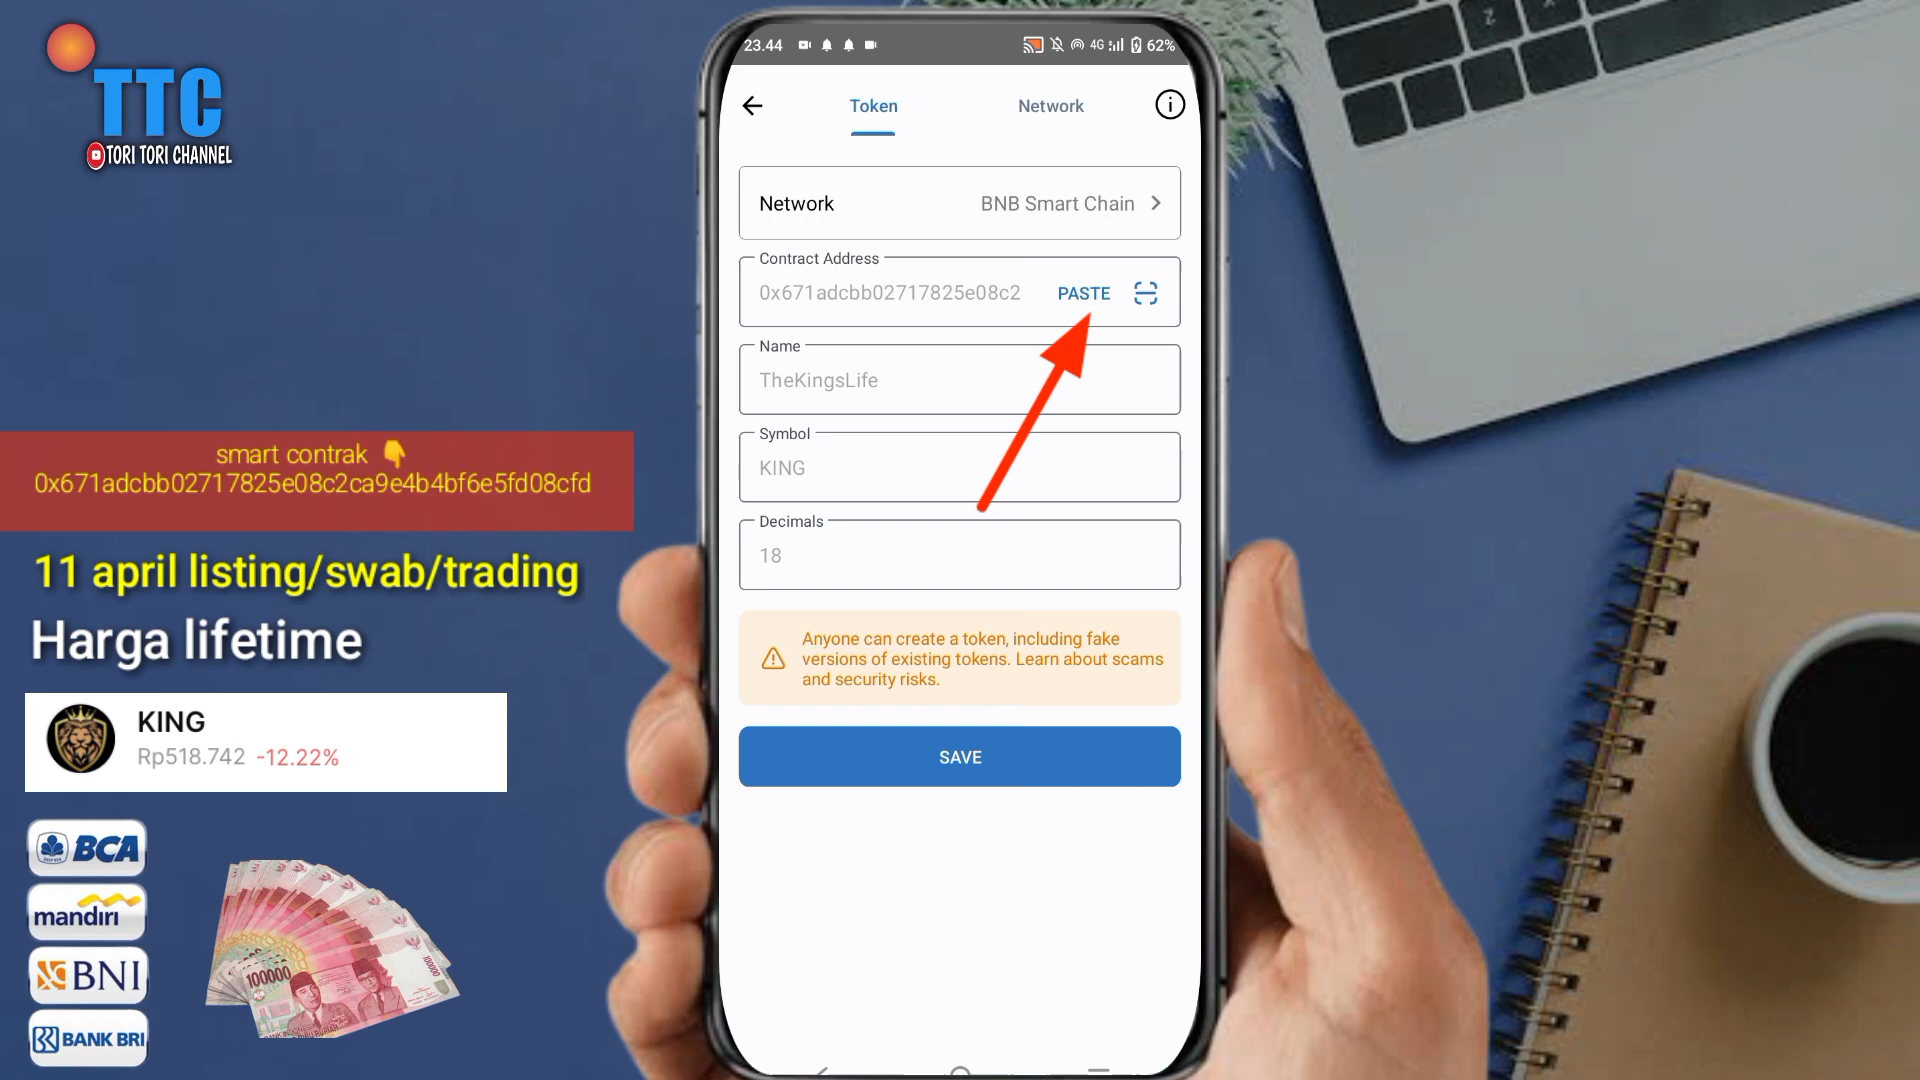 TTC
TORI TORI CHANNEL
smart contrak
0x671adcbb02717825e08c2ca9e4b4bf6e5fd08cfd
11 april listing/swab/trading
Harga lifetime
KING
Rp518.742 -12.22%
BCA
mandiri
BNI
BANK BRI
100000
100000
23.44
4G
62%
Token
Network
Network
BNB Smart Chain
Contract Address
0x671adcbb02717825e08c2
PASTE
Name
TheKingsLife
Symbol
KING
Decimals
18
Anyone can create a token, including fake
versions of existing tokens. Learn about scams
and security risks.
SAVE
Z
X